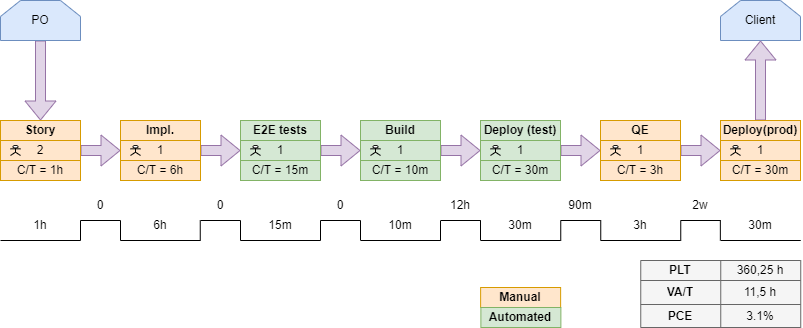 PO
Client
Story
2
C/T = 1h
Impl.
1
C/T = 6h
E2E tests
1
C/T = 15m
Build
1
C/T = 10m
Deploy (test)
1
C/T = 30m
QE
1
C/T = 3h
Deploy(prod)
1
C/T = 30m
0 0 0 12h 90m 2w
1h 6h 15m 10m 30m 3h 30m
PLT 360,25 h
VA/T 11,5 h
PCE 3.1%
Manual
Automated